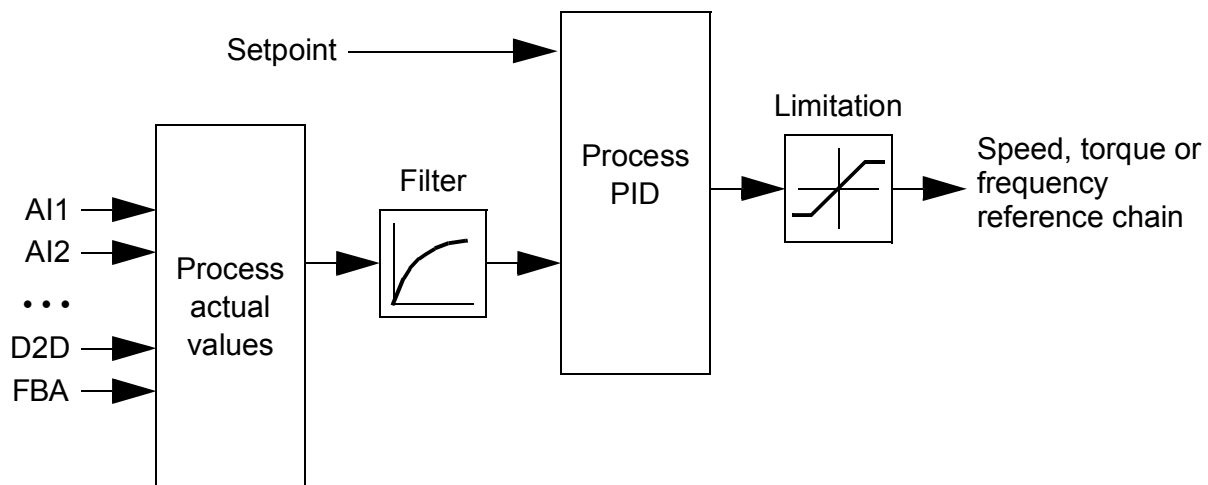 Setpoint
Process
PID
Limitation
Speed, torque or
frequency
reference chain
Filter
AI1
AI2
• • •
D2D
FBA
Process
actual
values